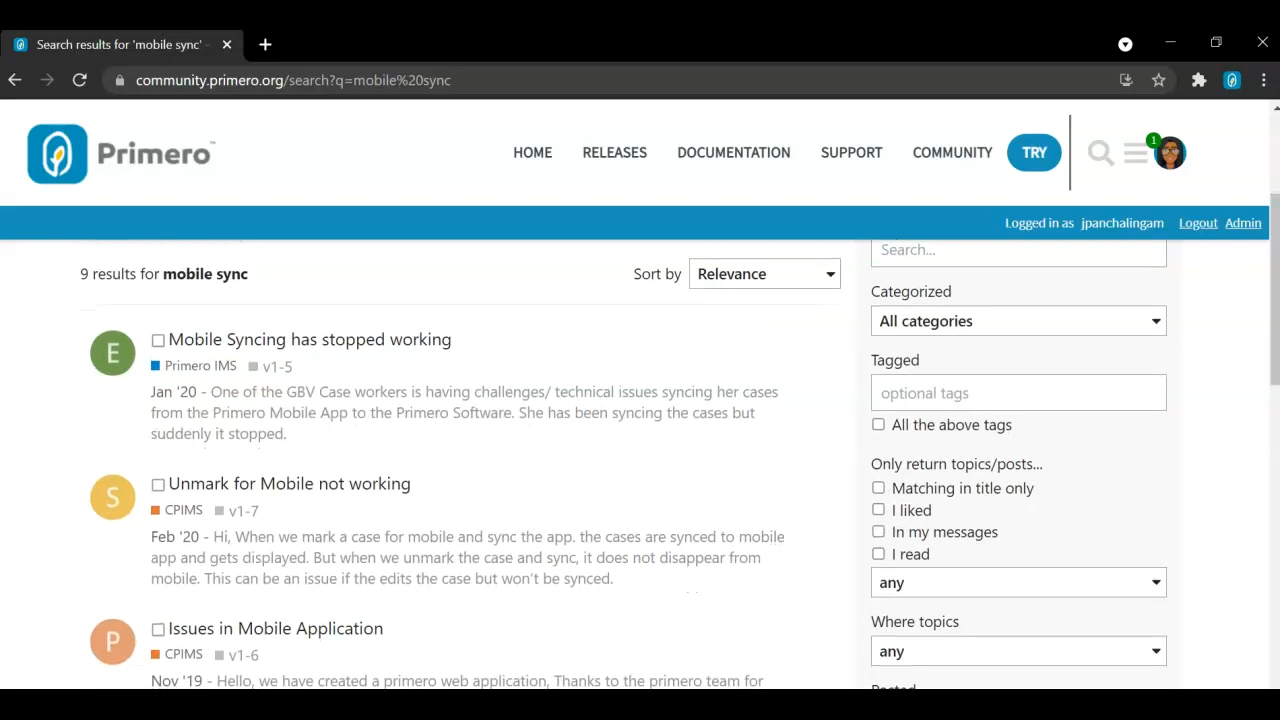 Search results for 'mobile sync' -
community.primero.org/search?q=mobile%20sync
Primero™
HOME
RELEASES
DOCUMENTATION
SUPPORT
COMMUNITY
TRY
1
Logged in as jpanchalingam Logout Admin
9 results for mobile sync
Sort by Relevance
E
Mobile Syncing has stopped working
Primero IMS v1-5
Jan '20 - One of the GBV Case workers is having challenges/ technical issues syncing her cases
from the Primero Mobile App to the Primero Software. She has been syncing the cases but
suddenly it stopped.
S
Unmark for Mobile not working
CPIMS v1-7
Feb '20 - Hi, When we mark a case for mobile and sync the app. the cases are synced to mobile
app and gets displayed. But when we unmark the case and sync, it does not disappear from
mobile. This can be an issue if the edits the case but won't be synced.
P
Issues in Mobile Application
CPIMS v1-6
Nov '19 - Hello, we have created a primero web application, Thanks to the primero team for
Search...
Categorized
All categories
Tagged
optional tags
All the above tags
Only return topics/posts...
Matching in title only
I liked
In my messages
I read
any
Where topics
any